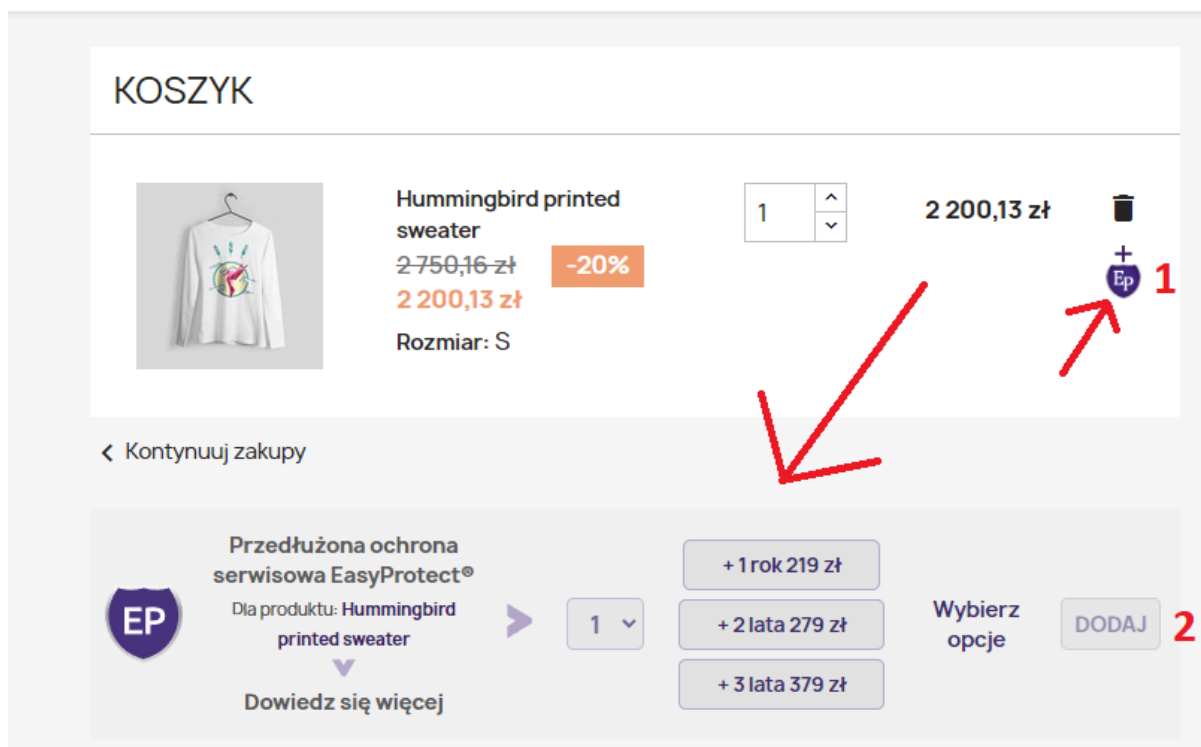 KOSZYK
Hummingbird printed
sweater
2 750,16 zł -20%
2 200,13 zł
Rozmiar: S
1
2 200,13 zł
+
Ep 1
Kontynuuj zakupy
Przedłużona ochrona
serwisowa EasyProtect®
Dla produktu: Hummingbird
printed sweater
Dowiedz się więcej
EP
1
+ 1 rok 219 zł
+ 2 lata 279 zł
+ 3 lata 379 zł
Wybierz
opcje
DODAJ 2